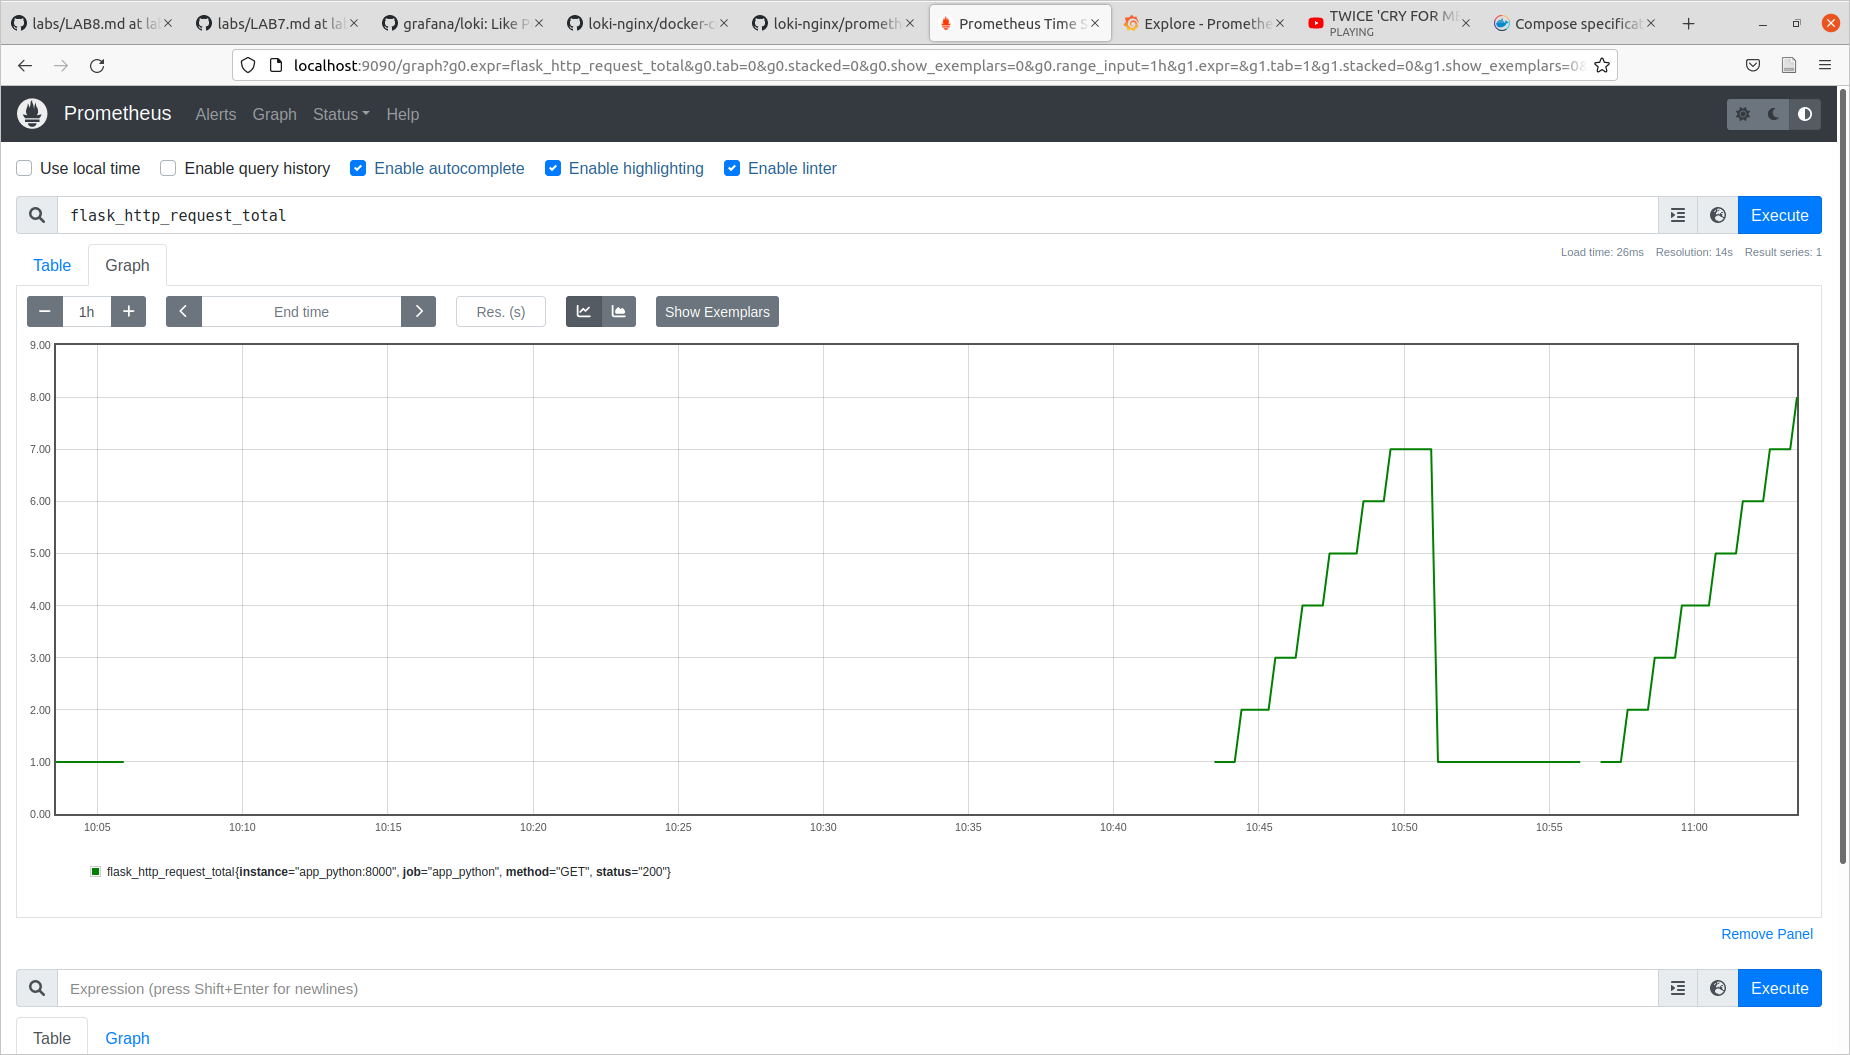 labs/LAB8.md at la
labs/LAB7.md at la
grafana/loki: Like P
loki-nginx/docker-c
loki-nginx/prometh
Prometheus Time S
Explore - Promethe
TWICE 'CRY FOR ME
PLAYING
Compose specificat
localhost:9090/graph?g0.expr=flask_http_request_total&g0.tab=0&g0.stacked=0&g0.show_exemplars=0&g0.range_input=1h&g1.expr=&g1.tab=1&g1.stacked=0&g1.show_exemplars=0&
Prometheus Alerts Graph Status Help
Use local time Enable query history Enable autocomplete Enable highlighting Enable linter
flask_http_request_total
Execute
Table Graph
Load time: 26ms Resolution: 14s Result series: 1
1h End time Res. (s) Show Exemplars
9.00
8.00
7.00
6.00
5.00
4.00
3.00
2.00
1.00
0.00
10:05 10:10 10:15 10:20 10:25 10:30 10:35 10:40 10:45 10:50 10:55 11:00
flask_http_request_total{instance="app_python:8000", job="app_python", method="GET", status="200"}
Remove Panel
Expression (press Shift+Enter for newlines)
Execute
Table Graph